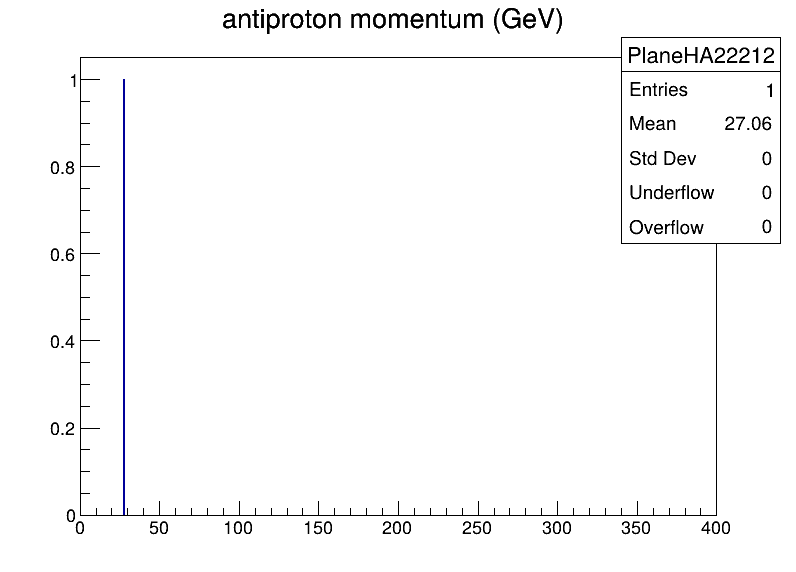 antiproton momentum (GeV)
PlaneHA22212
Entries 1
Mean 27.06
Std Dev 0
Underflow 0
Overflow 0
1
0.8
0.6
0.4
0.2
0
0 50 100 150 200 250 300 350 400